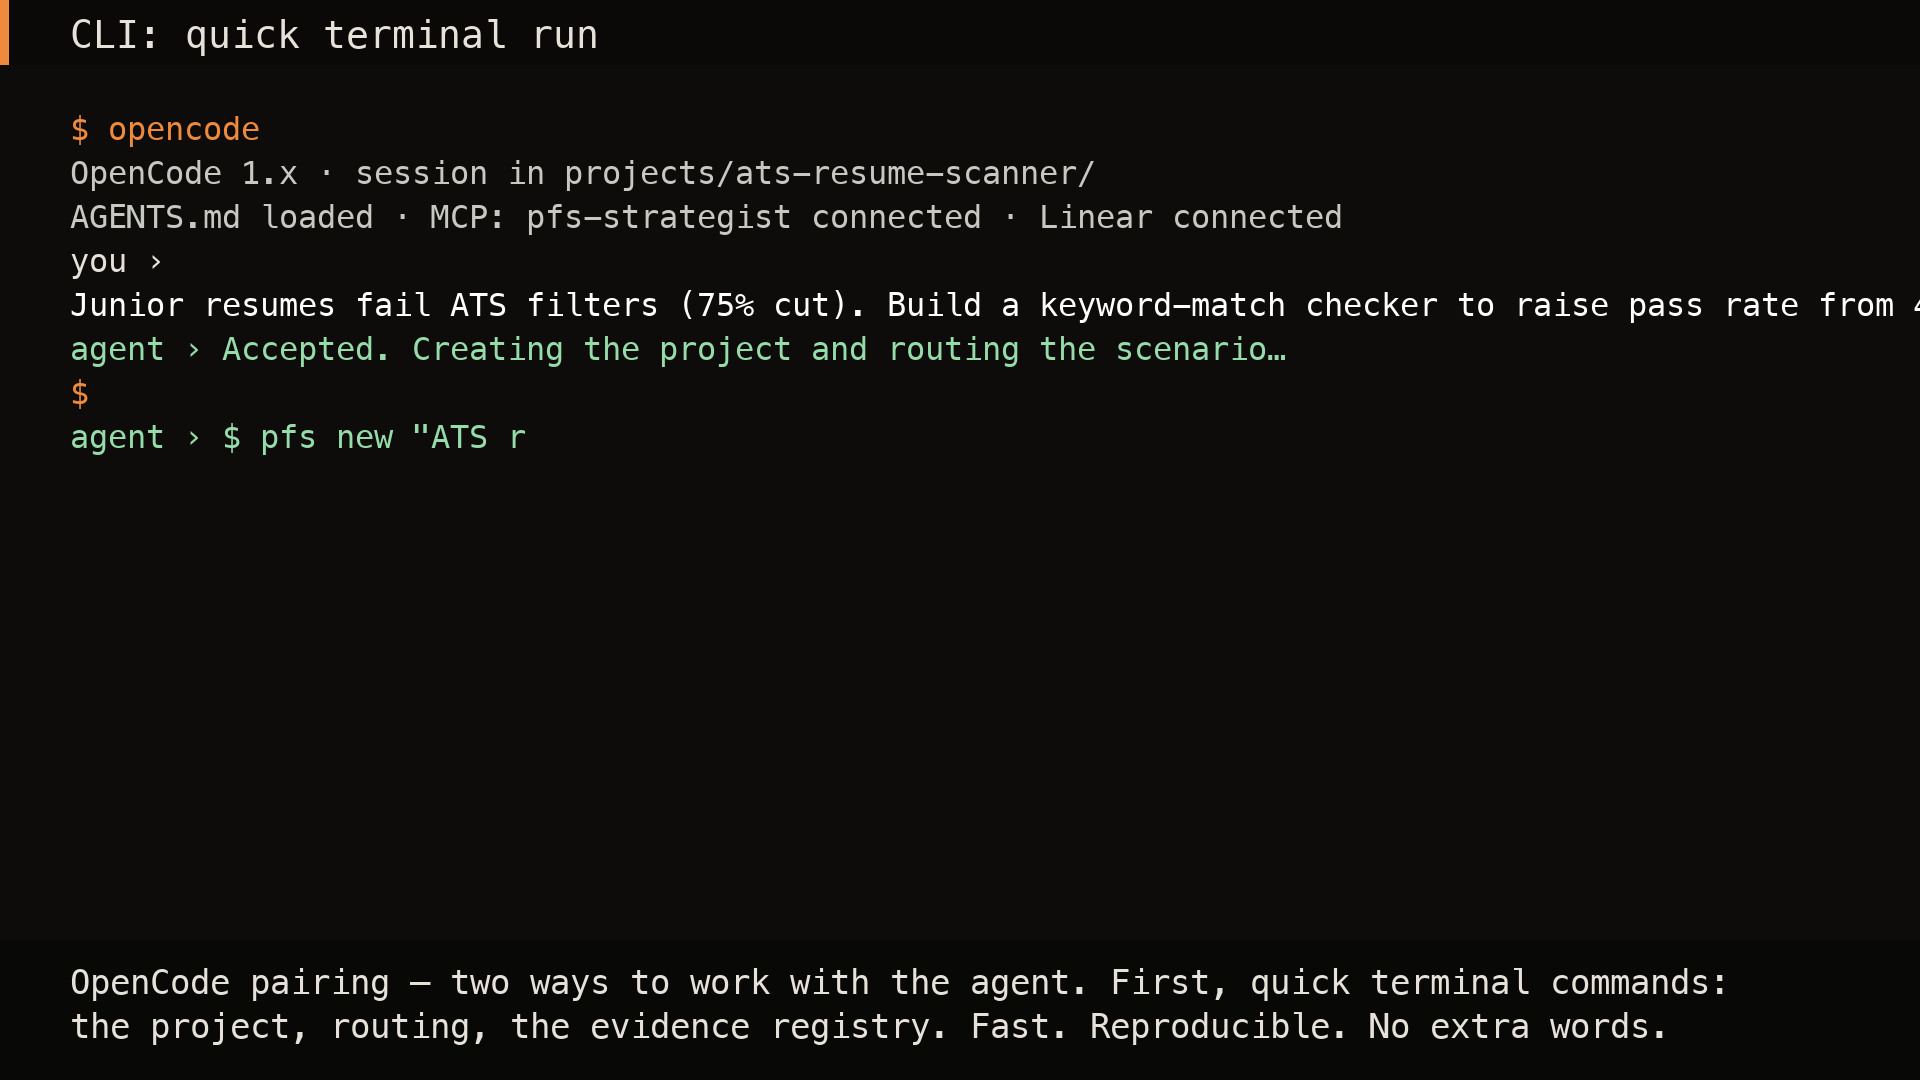 CLI: quick terminal run
$ opencode
OpenCode 1.x · session in projects/ats-resume-scanner/
AGENTS.md loaded · MCP: pfs-strategist connected · Linear connected
you ›
Junior resumes fail ATS filters (75% cut). Build a keyword-match checker to raise pass rate from
agent › Accepted. Creating the project and routing the scenario…
$
agent › $ pfs new "ATS r
OpenCode pairing — two ways to work with the agent. First, quick terminal commands:
the project, routing, the evidence registry. Fast. Reproducible. No extra words.